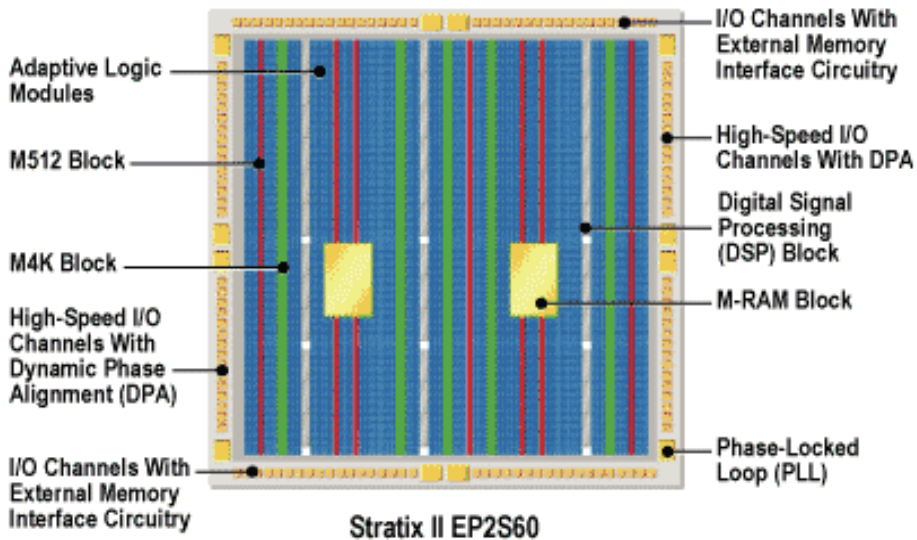 Adaptive Logic
Modules
M512 Block
M4K Block
High-Speed I/O
Channels With
Dynamic Phase
Alignment (DPA)
I/O Channels With
External Memory
Interface Circuitry
I/O Channels With
External Memory
Interface Circuitry
High-Speed I/O
Channels With DPA
Digital Signal
Processing
(DSP) Block
M-RAM Block
Phase-Locked
Loop (PLL)
Stratix II EP2S60